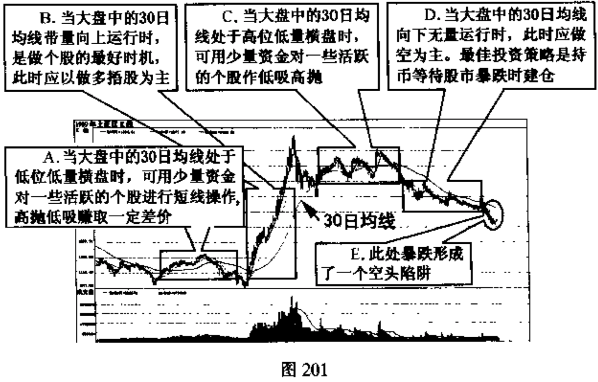 B. 当大盘中的30日
均线带量向上运行时，
是做个股的最好时机，
此时应以做多捂股为主
C. 当大盘中的30日
均线处于高位低量横盘时，
可用少量资金对一些活跃
的个股作低吸高抛
D. 当大盘中的30日均线
向下无量运行时，此时应做
空为主。最佳投资策略是持
币等待股市暴跌时建仓
A. 当大盘中的30日均线处于
低位低量横盘时，可用少量资金
对一些活跃的个股进行短线操作，
高抛低吸赚取一定差价
30日均线
E. 此处暴跌形成
了一个空头陷阱
图 201